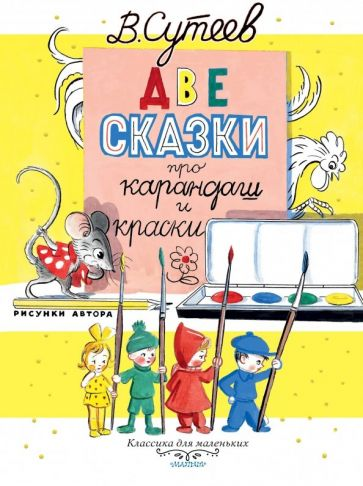 В. Сутеев
ДВЕ
СКАЗКИ
про
карандаш
и
краски
РИСУНКИ АВТОРА
Классика для маленьких
МАЛЫШ